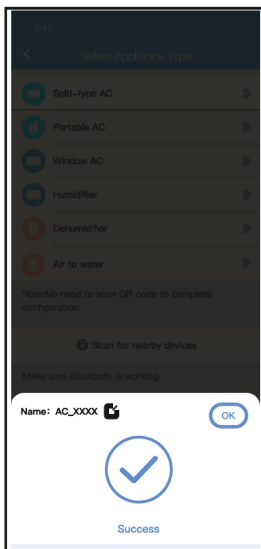 9:41
Select Appliance Type
Split-type AC
Portable AC
Window AC
Humidifier
Dehumidifier
Air to water
Note:No need to scan QR code to complete
configuration
Scan for nearby devices
Make sure Bluetooth is working
Name: AC_XXXX
OK
Success